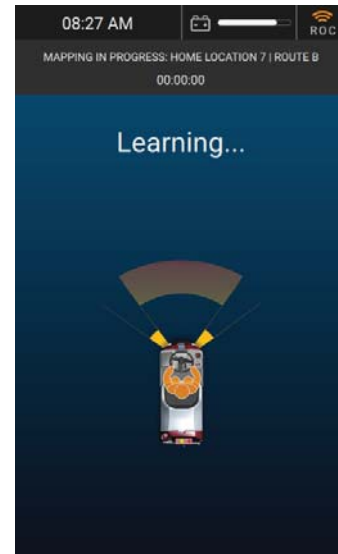 08:27 AM
ROC
MAPPING IN PROGRESS: HOME LOCATION 7 | ROUTE B
00:00:00
Learning...